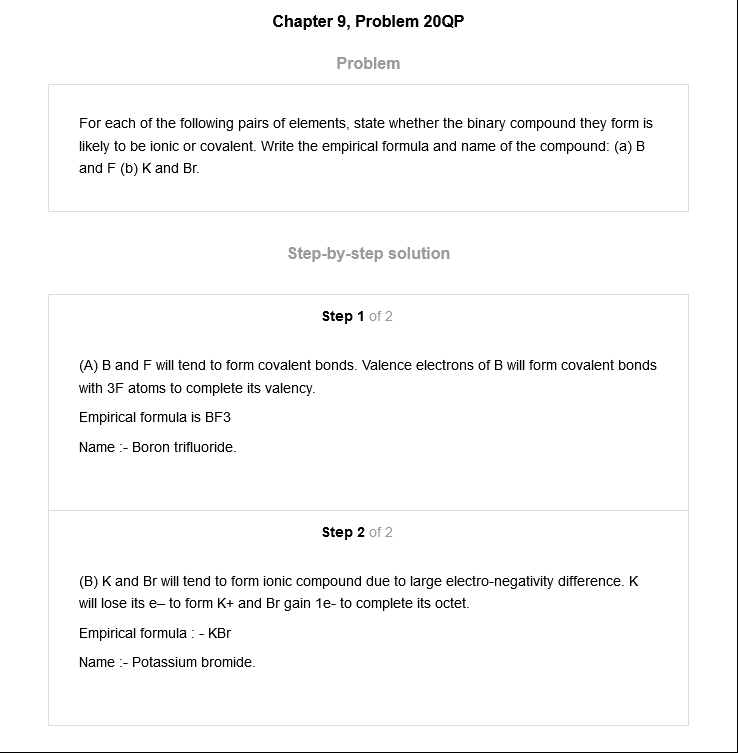 Chapter 9, Problem 20QP
Problem
For each of the following pairs of elements, state whether the binary compound they form is
likely to be ionic or covalent. Write the empirical formula and name of the compound: (a) B
and F (b) K and Br.
Step-by-step solution
Step 1 of 2
(A) B and F will tend to form covalent bonds. Valence electrons of B will form covalent bonds
with 3F atoms to complete its valency.
Empirical formula is BF3
Name :- Boron trifluoride.
Step 2 of 2
(B) K and Br will tend to form ionic compound due to large electro-negativity difference. K
will lose its e– to form K+ and Br gain 1e- to complete its octet.
Empirical formula : - KBr
Name :- Potassium bromide.